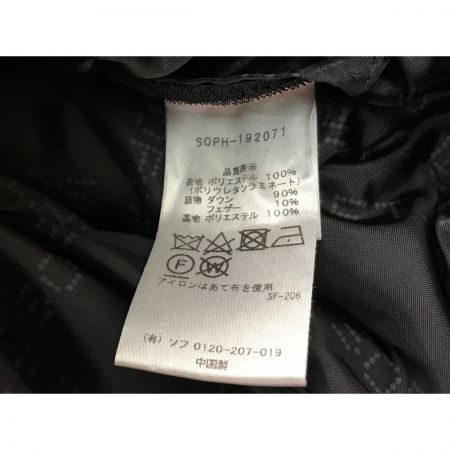 SOPH-192071
品質表示
表地 ポリエステル 100%
(ポリウレタンラミネート)
詰物 ダウン 90%
フェザー 10%
裏地 ポリエステル 100%
F W
アイロンはあて布を使用
SF-206
(有) ソフ 0120-207-019
中国製